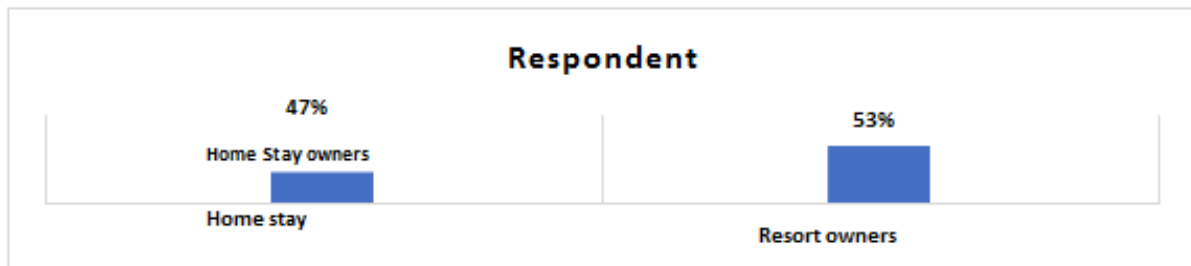 Respondent
47%
53%
Home Stay owners
Home stay
Resort owners